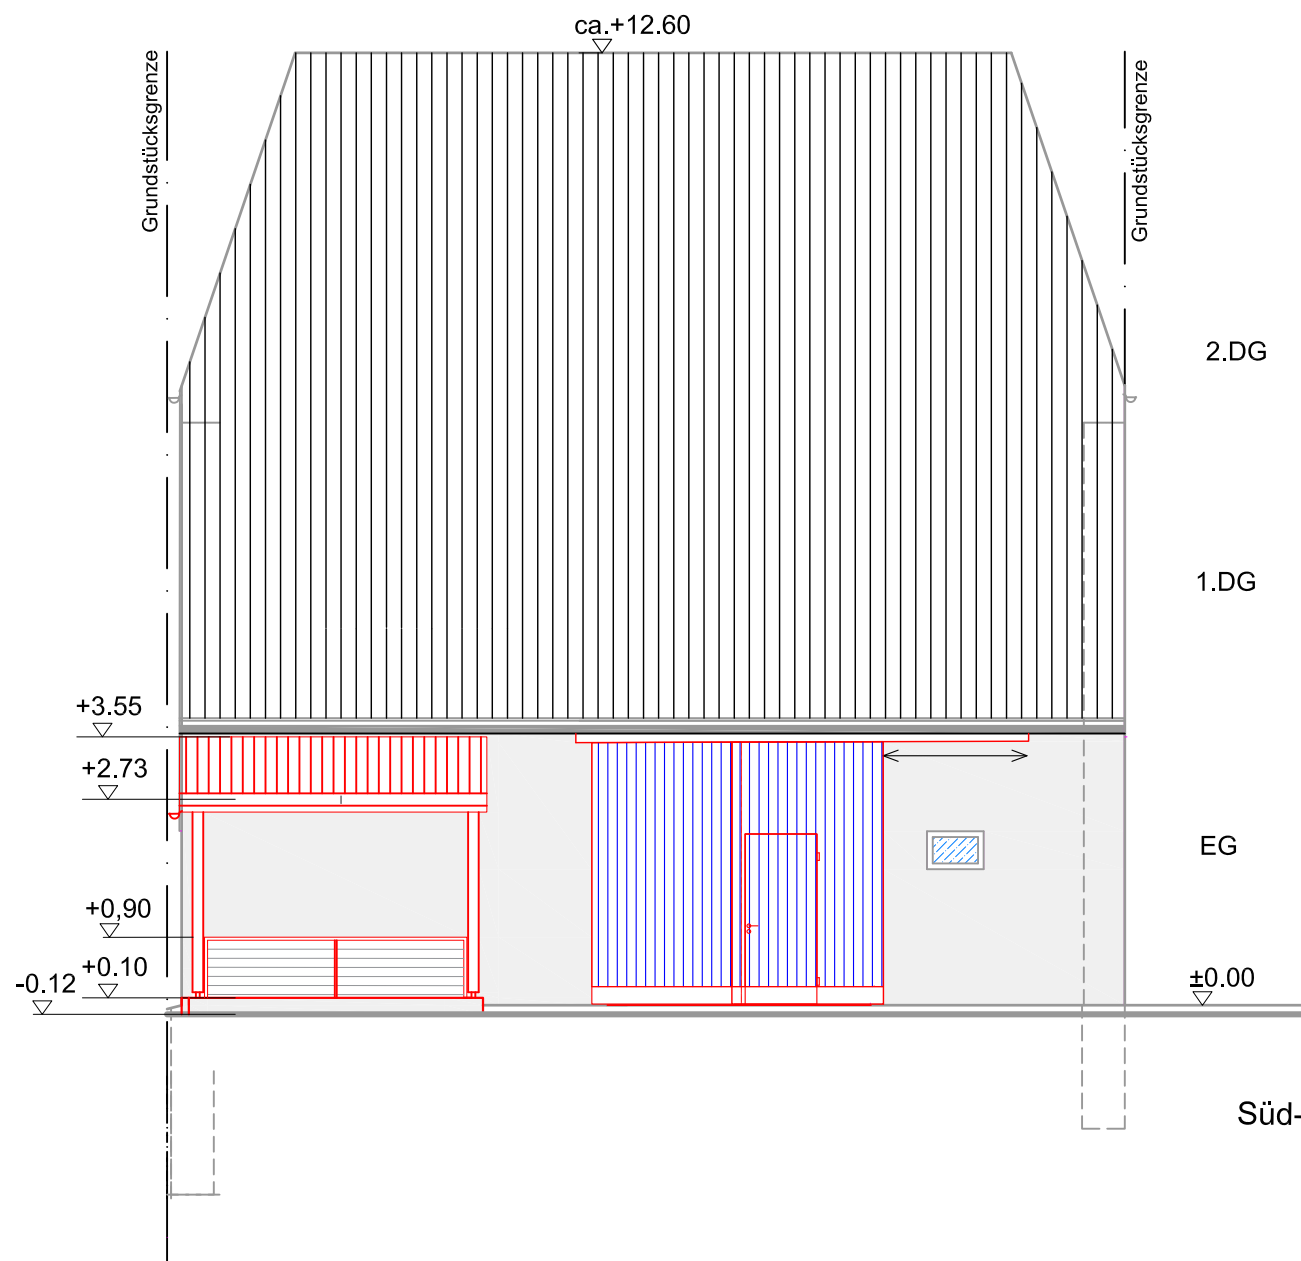 ca.+12.60
Grundstücksgrenze
Grundstücksgrenze
2.DG
1.DG
+3.55
+2.73
EG
+0,90
+0.10
-0.12
±0.00
Süd-